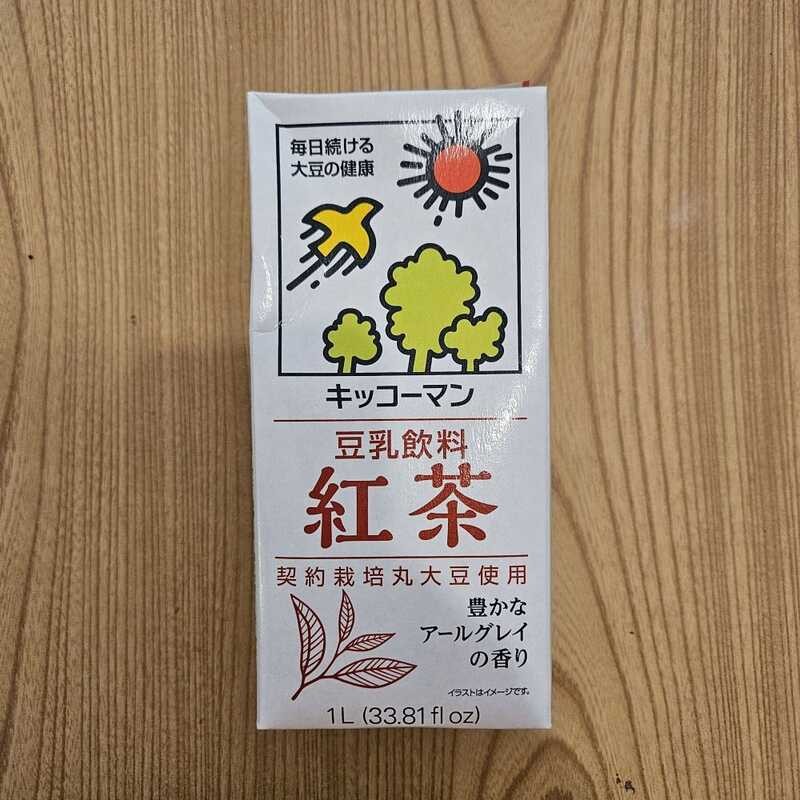 毎日続ける
大豆の健康
キッコーマン
豆乳飲料
紅茶
契約栽培丸大豆使用
豊かな
アールグレイ
の香り
イラストはイメージです。
1L (33.81fl oz)